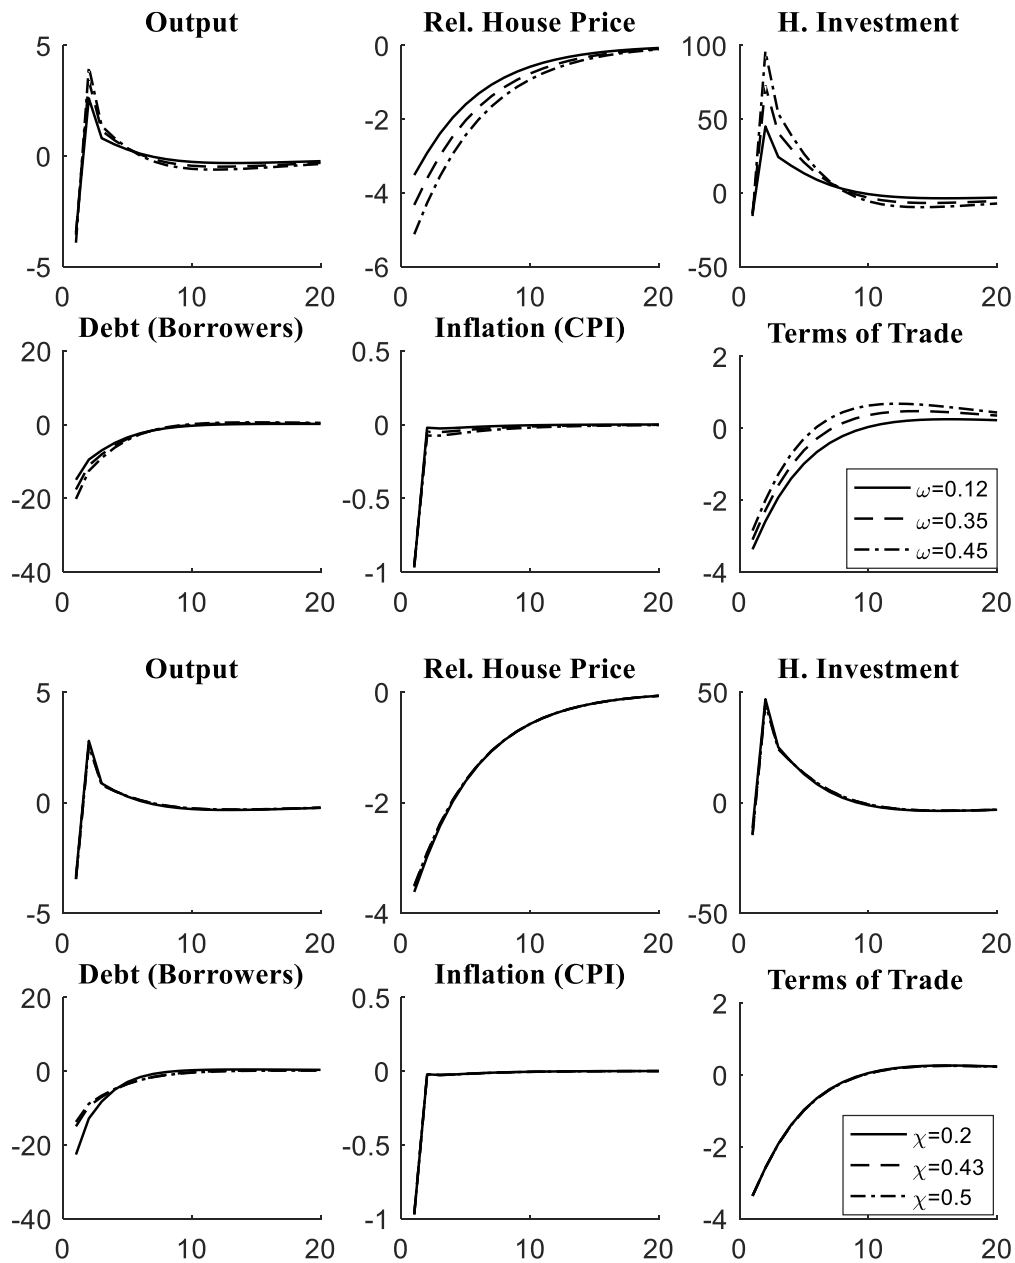 Output Rel. House Price H. Investment
5 0 100
-2 50
0
-4 0
-5 -6 -50
0 10 20 0 10 20 0 10 20
Debt (Borrowers) Inflation (CPI) Terms of Trade
20 0.5 2
0 0 0
ω=0.12
-20 -0.5 -2 ω=0.35
ω=0.45
-40 -1 -4
0 10 20 0 10 20 0 10 20
Output Rel. House Price H. Investment
5 0 50
0 -2 0
-5 -4 -50
0 10 20 0 10 20 0 10 20
Debt (Borrowers) Inflation (CPI) Terms of Trade
20 0.5 2
0 0 0
χ=0.2
-20 -0.5 -2 χ=0.43
χ=0.5
-40 -1 -4
0 10 20 0 10 20 0 10 20